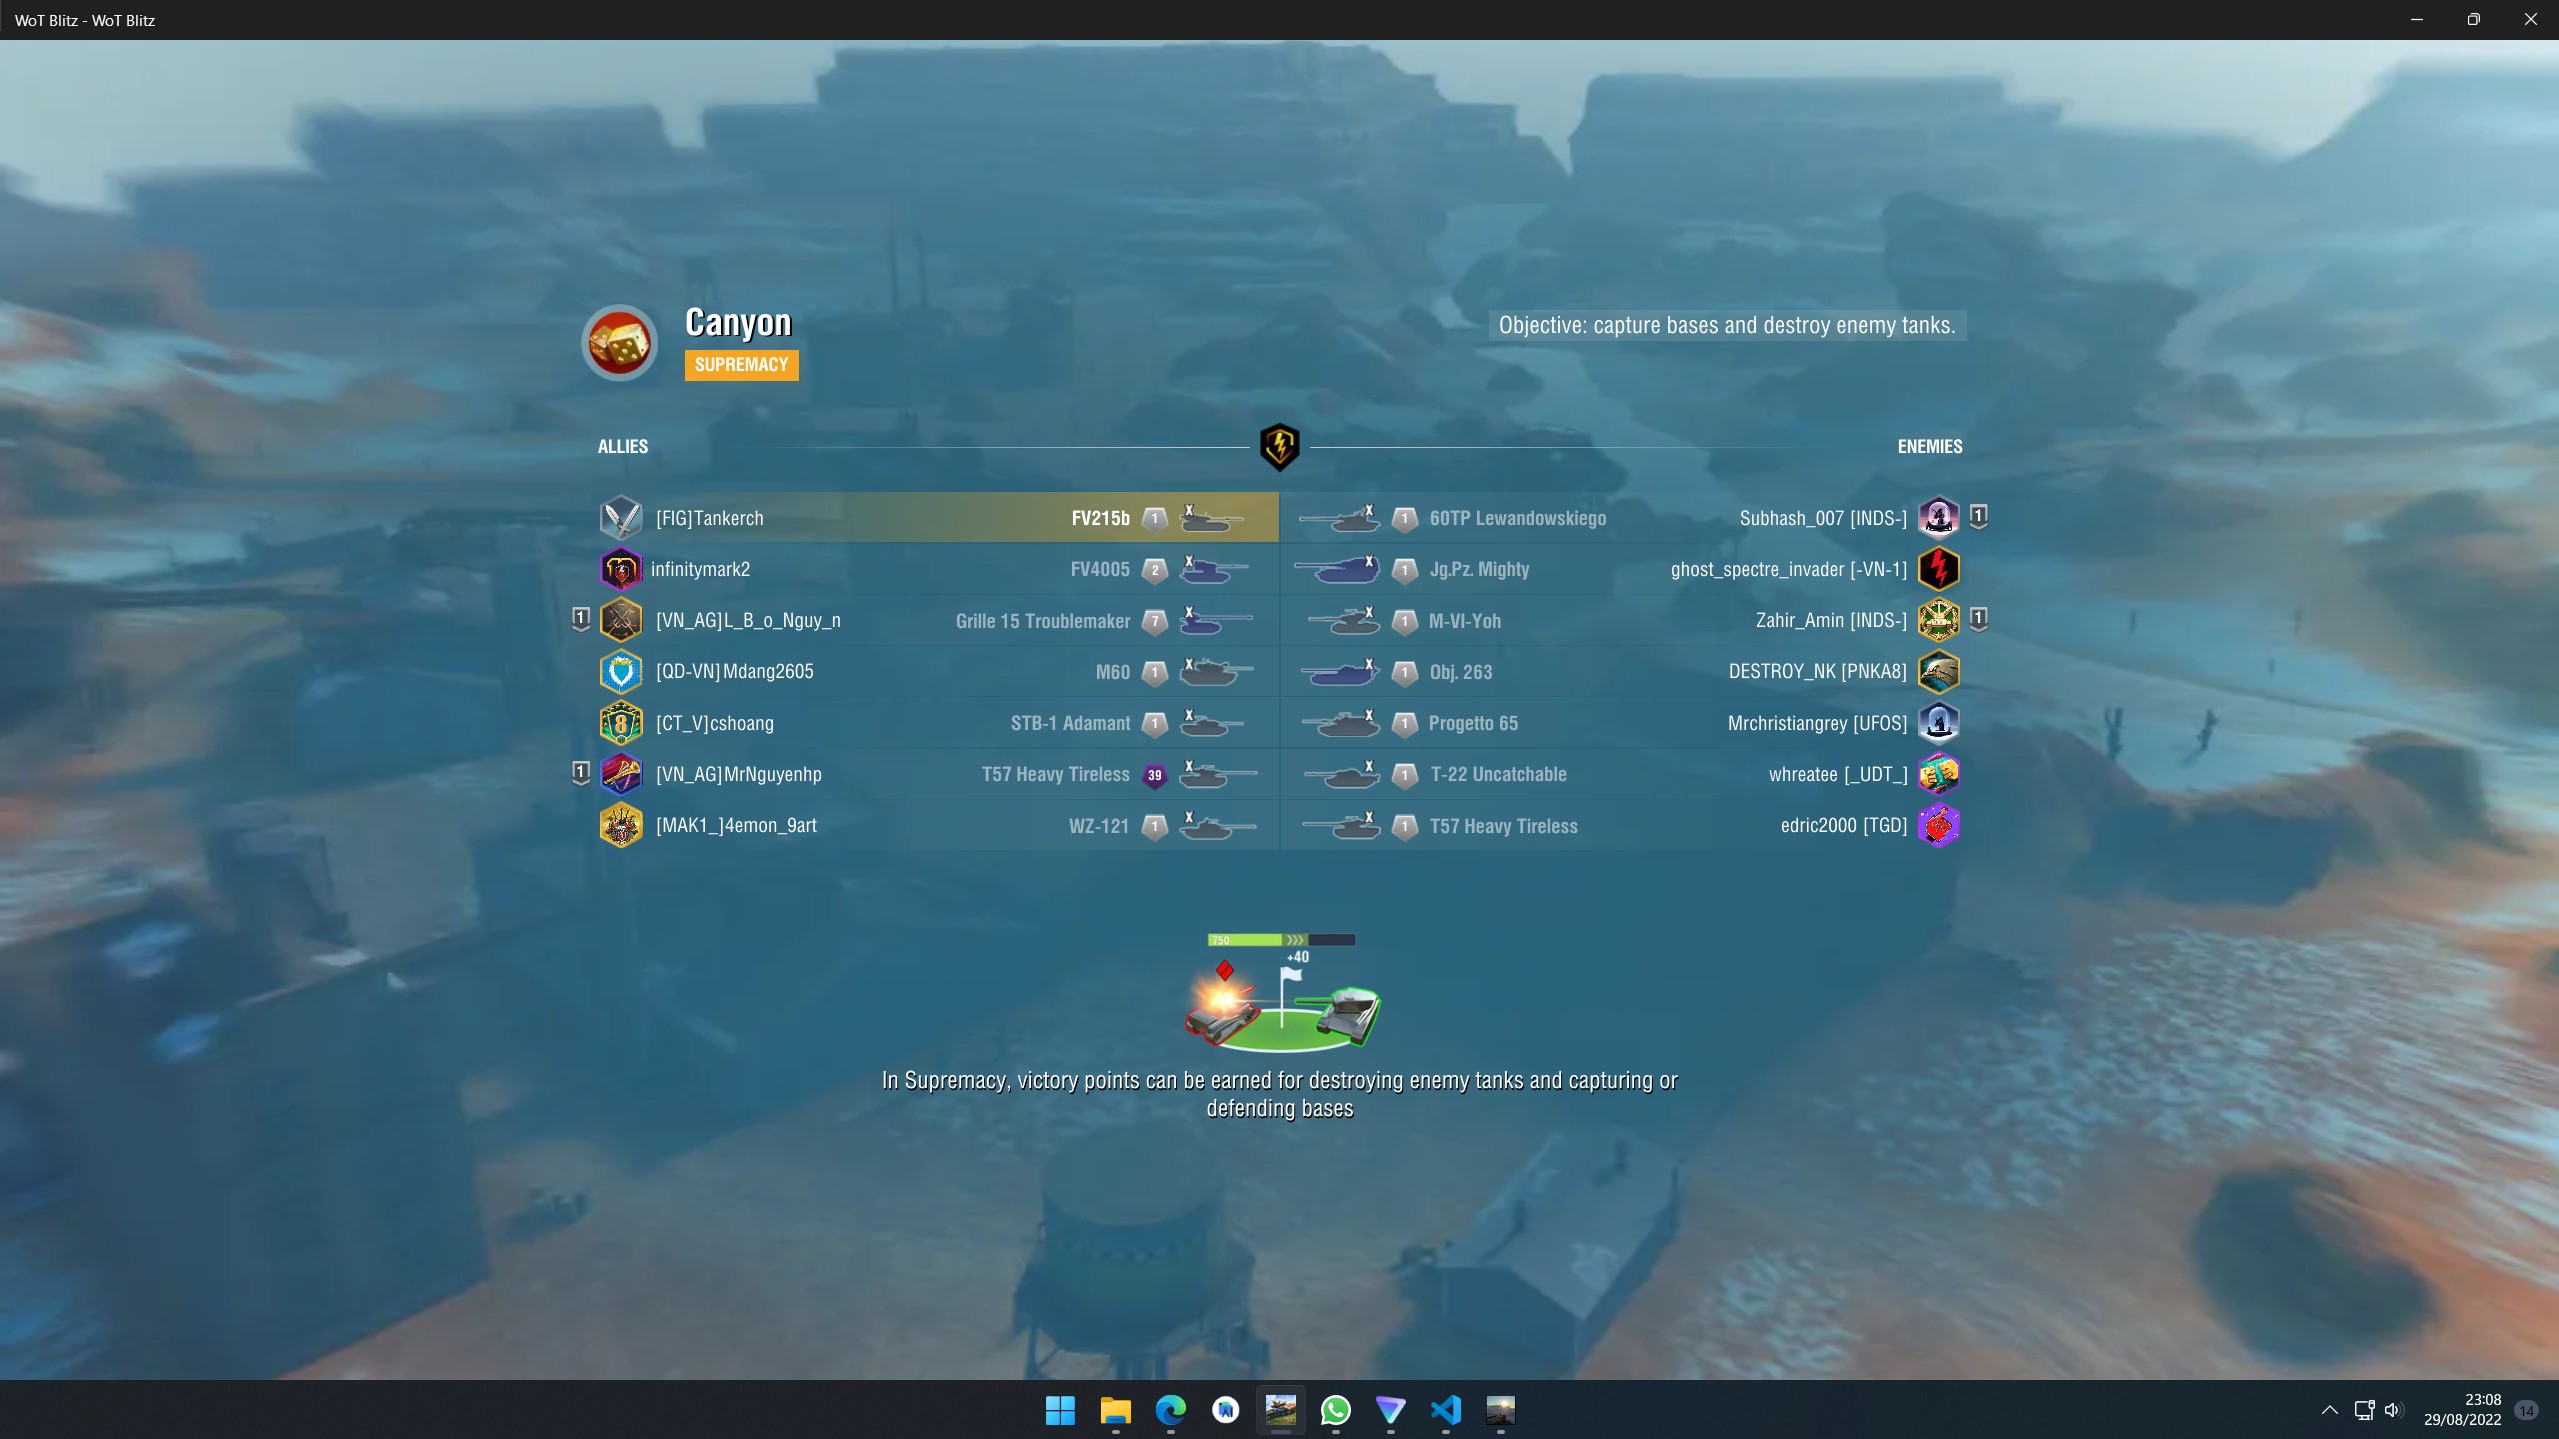 WoT Blitz - WoT Blitz
Canyon
SUPREMACY
Objective: capture bases and destroy enemy tanks.
ALLIES
ENEMIES
[FIG]Tankerch FV215b 1 X X 1 60TP Lewandowskiego Subhash_007 [INDS-] 1
infinitymark2 FV4005 2 X X 1 Jg.Pz. Mighty ghost_spectre_invader [-VN-1]
1 [VN_AG]L_B_o_Nguy_n Grille 15 Troublemaker 7 X X 1 M-VI-Yoh Zahir_Amin [INDS-] 1
[QD-VN]Mdang2605 M60 1 X X 1 Obj. 263 DESTROY_NK [PNKA8]
8 [CT_V]cshoang STB-1 Adamant 1 X X 1 Progetto 65 Mrchristiangrey [UFOS]
1 [VN_AG]MrNguyenhp T57 Heavy Tireless 39 X X 1 T-22 Uncatchable whreatee [_UDT_]
[MAK1_]4emon_9art WZ-121 1 X X 1 T57 Heavy Tireless edric2000 [TGD]
750
+40
In Supremacy, victory points can be earned for destroying enemy tanks and capturing or
defending bases
23:08
29/08/2022
14